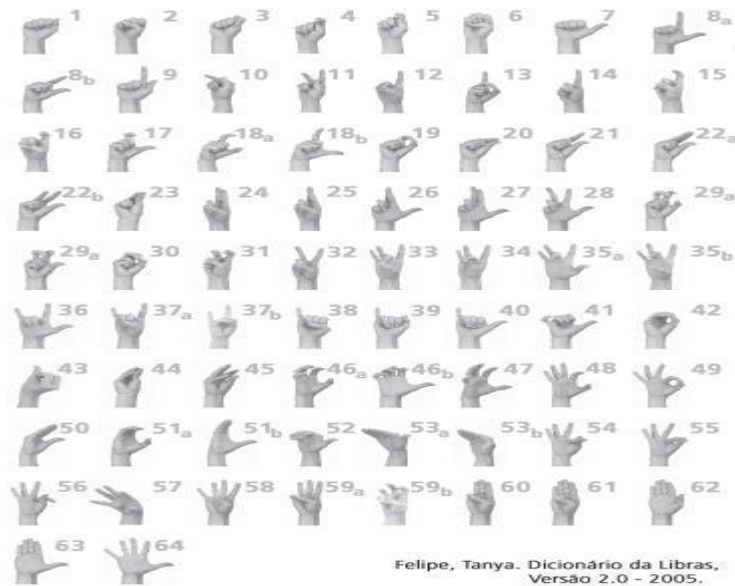 1 2 3 4 5 6 7 8a
8b 9 10 11 12 13 14 15
16 17 18a 18b 19 20 21 22a
22b 23 24 25 26 27 28 29a
29a 30 31 32 33 34 35a 35b
36 37a 37b 38 39 40 41 42
43 44 45 46a 46b 47 48 49
50 51a 51b 52 53a 53b 54 55
56 57 58 59a 59b 60 61 62
63 64
Felipe, Tanya. Dicionário da Libras,
Versão 2.0 - 2005.